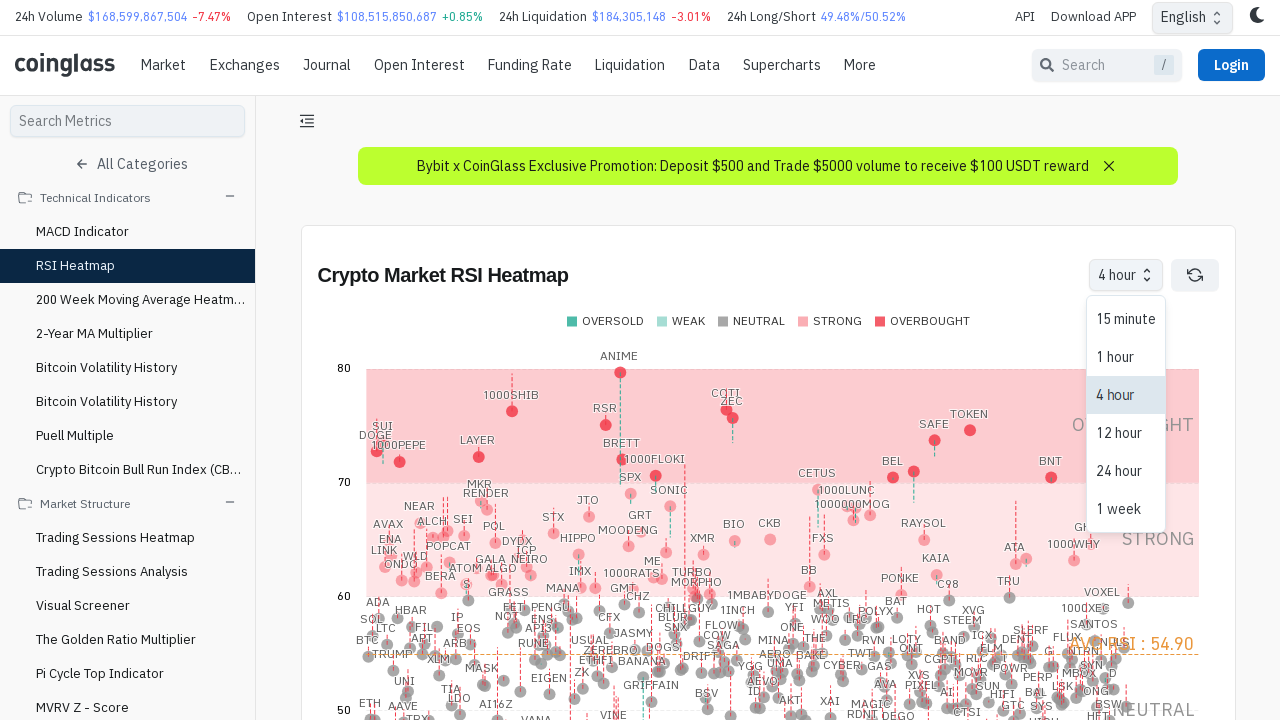 24h Volume $168,599,867,504 -7.47% Open Interest $108,515,850,687 +0.85% 24h Liquidation $184,305,148 -3.01% 24h Long/Short 49.48%/50.52% API Download APP English
coinglass Market Exchanges Journal Open Interest Funding Rate Liquidation Data Supercharts More Search / Login
Search Metrics
All Categories
Technical Indicators
MACD Indicator
RSI Heatmap
200 Week Moving Average Heatm...
2-Year MA Multiplier
Bitcoin Volatility History
Bitcoin Volatility History
Puell Multiple
Crypto Bitcoin Bull Run Index (CB...
Market Structure
Trading Sessions Heatmap
Trading Sessions Analysis
Visual Screener
The Golden Ratio Multiplier
Pi Cycle Top Indicator
MVRV Z - Score
Bybit x CoinGlass Exclusive Promotion: Deposit $500 and Trade $5000 volume to receive $100 USDT reward
Crypto Market RSI Heatmap 4 hour
15 minute
1 hour
4 hour
12 hour
24 hour
1 week
OVERSOLD WEAK NEUTRAL STRONG OVERBOUGHT
ANIME
80
1000SHIB COTI
ZEC
RSR
TOKEN
SUI SAFE
DOGE
1000PEPE LAYER BRETT
1000FLOKI BEL BNT
SPX CETUS
70
MKR
RENDER SONIC 1000LUNC
NEAR JTO 1000000MOG
STX GRT
AVAX ALCH SEI POL MOODENG BIO CKB RAYSOL
ENA DYDX HIPPO XMR FXS STRONG
LINK POPCAT ICP ATA 1000WHY
WLD GALA NEIRO ME KAIA
ONDO ATOM ALGO IMX 1000RATS TURBO BB
BERA S MANA GMT MORPHO PONKE C98 TRU
GRASS CHZ 1MBABYDOGE AXL VOXEL
60
ADA HBAR FET PENGU CHILLGUY 1INCH YFI METIS BAT HOT XVG 1000XEC
SOL IP NOT ENS CFX BLUR WOO LRC POLYX STEEM SANTOS
LTC FIL EOS API3 JASMY SNX FLOW ONE
BTC APT ARB RUNE USUAL COW MINA THE RVN LQTY BAND ICX DENT FLUX
ZEREBRO DOGS SAGA ONT FLM AVG RSI : 54.90
TRUMP XLM MASK ETHFI BANANA DRIFT AERO BAKE TWT CGPT RLC NTRN
ZK YGG UMA CYBER GAS MOVR POWR SYN
UNI EIGEN GRIFFAIN AEVO AVA XVS PERP MBOX D
TIA BSV ID PIXEL SUN LSK
ETH LDO AI16Z AKT XAI MAGIC AI HIFI BAL ONG
AAVE GTC SYS BSW NEUTRAL
50
TRX VANA VINE RDNT DEGO CTSI HFT